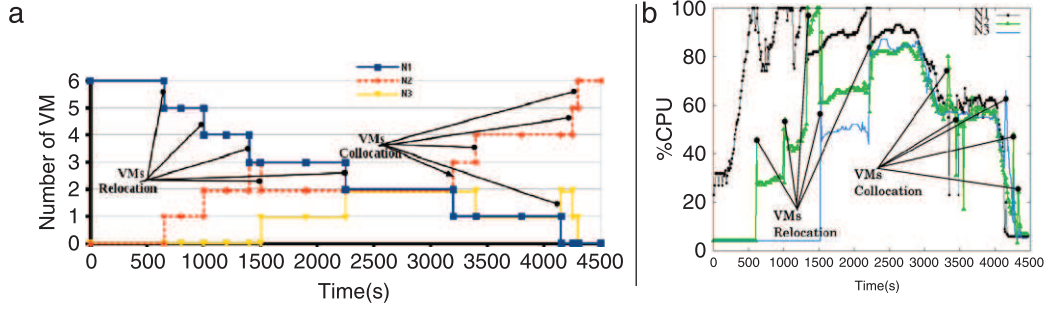 a
N1
N2
N3
Number of VM
6
5
4
3
2
1
0
VMs
Relocation
VMs
Collocation
0 500 1000 1500 2000 2500 3000 3500 4000 4500
Time(s)
b
N1
N3
%CPU
100
80
60
40
20
0
VMs
Relocation
VMs
Collocation
0 500 1000 1500 2000 2500 3000 3500 4000 4500
Time(s)